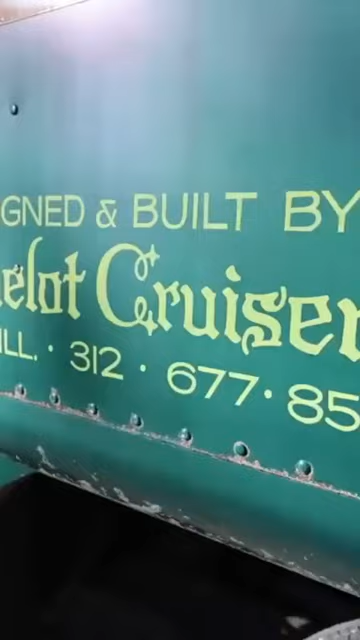 GNED & BUILT BY
elot Cruiser
ILL. · 312 · 677 · 85